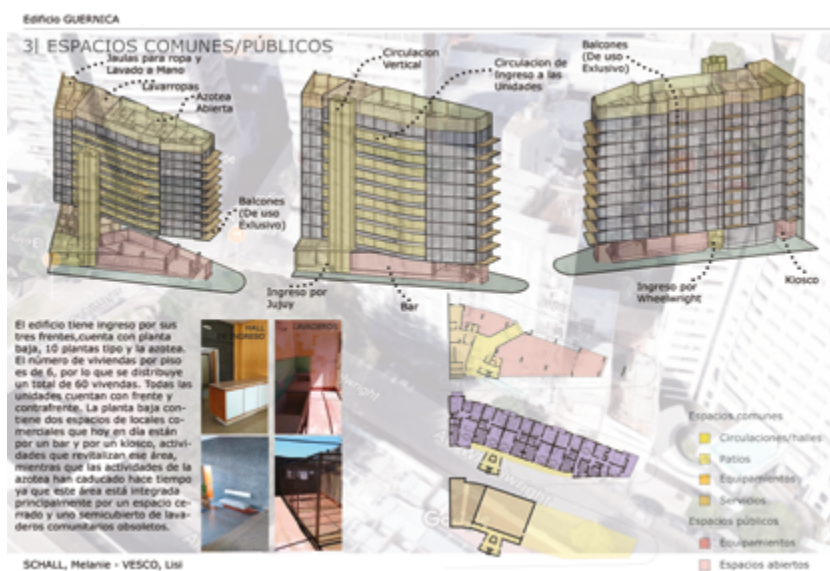 Edificio GUERNICA
3| ESPACIOS COMUNES/PÚBLICOS
Jaulas para ropa y
Lavado a Mano
Lavarropas
Azotea
Abierta
Balcones
(De uso
Exlusivo)
Circulacion
Vertical
Circulacion de
Ingreso a las
Unidades
Balcones
(De uso
Exlusivo)
Ingreso por
Jujuy
Bar
Ingreso por
Wheelwright
Kiosco
El edificio tiene ingreso por sus
tres frentes,cuenta con planta
baja, 10 plantas tipo y la azotea.
El número de viviendas por piso
es de 6, por lo que se distribuye
un total de 60 vivendas. Todas las
unidades cuentan con frente y
contrafrente. La planta baja con-
tiene dos espacios de locales co-
merciales que hoy en día están
por un bar y por un kiosco, activi-
dades que revitalizan ese área,
mientras que las actividades de la
azotea han caducado hace tiempo
ya que este área está integrada
principalmente por un espacio ce-
rrado y uno semicubierto de lava-
deros comunitarios obsoletos.
HALL
DE INGRESO
LAVADEROS
Espacios comunes
Circulaciones/halles
Patios
Equipamientos
Servicios
Espacios públicos
Equipamientos
Espacios abiertos
SCHALL, Melanie - VESCO, Lisi